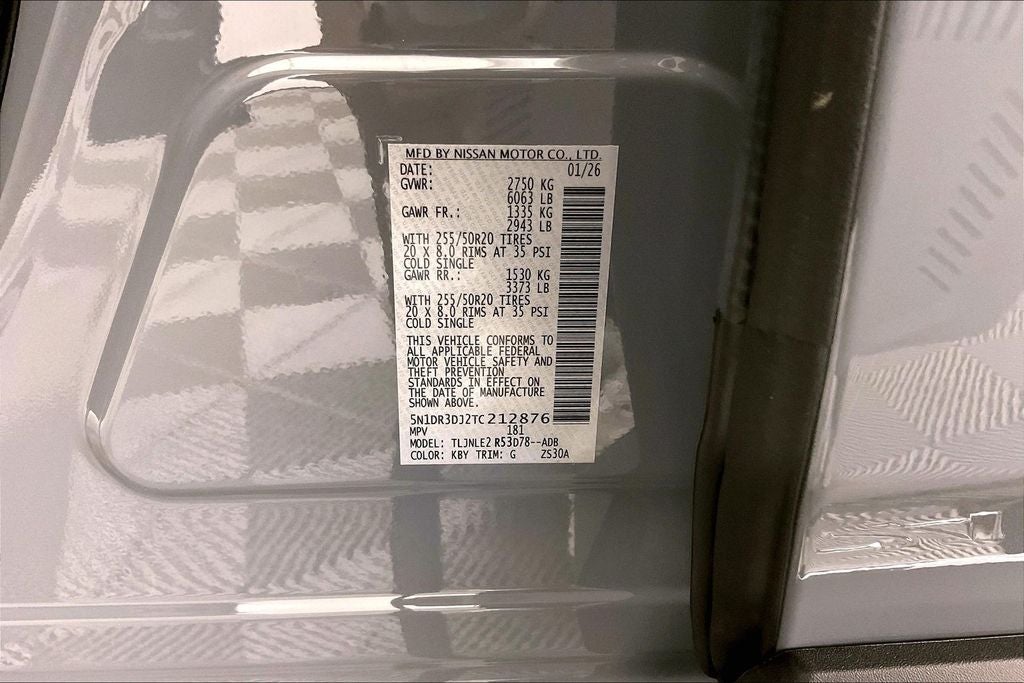 MFD BY NISSAN MOTOR CO., LTD.
DATE: 01/26
GVWR: 2750 KG
6063 LB
GAWR FR.: 1335 KG
2943 LB
WITH 255/50R20 TIRES
20 X 8.0 RIMS AT 35 PSI
COLD SINGLE
GAWR RR.: 1530 KG
3373 LB
WITH 255/50R20 TIRES
20 X 8.0 RIMS AT 35 PSI
COLD SINGLE
THIS VEHICLE CONFORMS TO
ALL APPLICABLE FEDERAL
MOTOR VEHICLE SAFETY AND
THEFT PREVENTION
STANDARDS IN EFFECT ON
THE DATE OF MANUFACTURE
SHOWN ABOVE.
5N1DR3DJ2TC212876
MPV 181
MODEL: TLJNLE2 R53D78--ADB
COLOR: KBY TRIM: G ZS30A